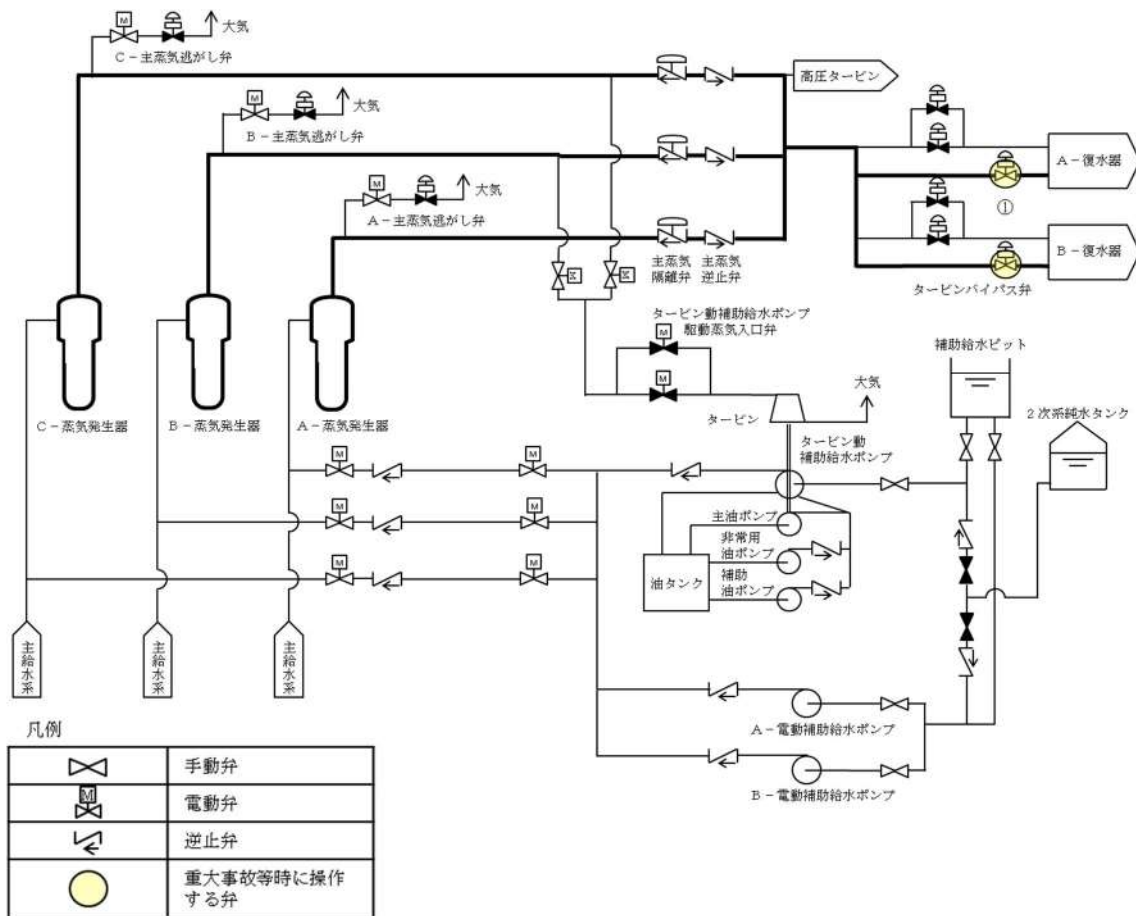 大気
C－主蒸気逃がし弁
高圧タービン
大気
B－主蒸気逃がし弁
A－復水器
①
大気
A－主蒸気逃がし弁
B－復水器
主蒸気
隔離弁
主蒸気
逆止弁
タービンバイパス弁
タービン動補助給水ポンプ
駆動蒸気入口弁
補助給水ピット
大気
2次系純水タンク
C－蒸気発生器
B－蒸気発生器
A－蒸気発生器
タービン
タービン動
補助給水ポンプ
主油ポンプ
非常用
油ポンプ
補助
油ポンプ
油タンク
主給水系
主給水系
主給水系
A－電動補助給水ポンプ
B－電動補助給水ポンプ
M
M
M
M
M
M
M
M
M
M
M
M
M
凡例
手動弁
M
電動弁
逆止弁
重大事故等時に操作
する弁